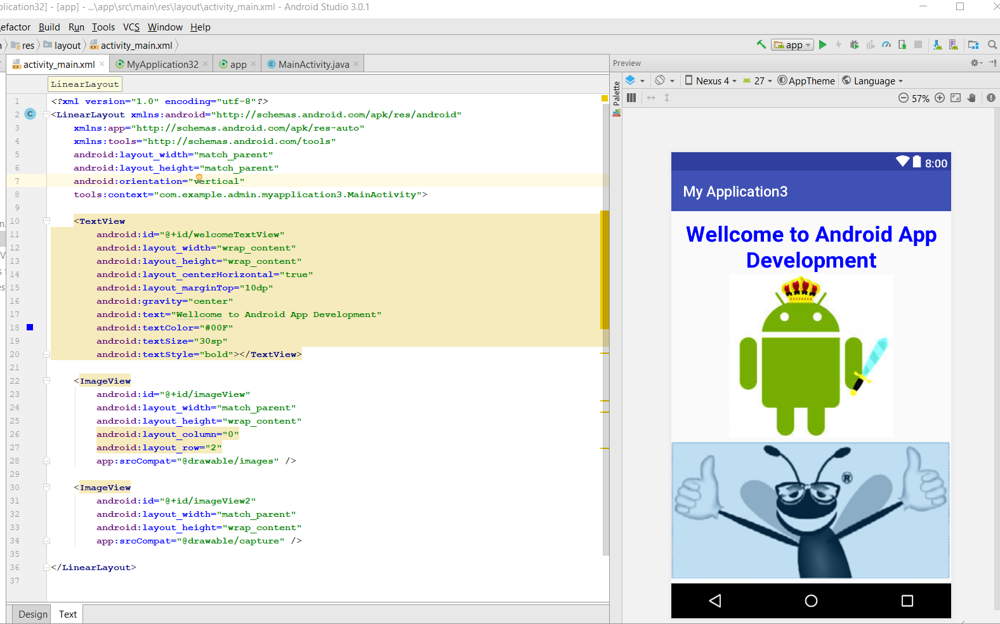 plication32] - [app] - ...\app\src\main\res\layout\activity_main.xml - Android Studio 3.0.1
efactor Build Run Tools VCS Window Help
res layout activity_main.xml
app
activity_main.xml MyApplication32 app MainActivity.java
Preview
LinearLayout
Palette
Nexus 4 27 AppTheme Language
57%
1 <?xml version="1.0" encoding="utf-8"?>
2 <LinearLayout xmlns:android="http://schemas.android.com/apk/res/android"
3 xmlns:app="http://schemas.android.com/apk/res-auto"
4 xmlns:tools="http://schemas.android.com/tools"
5 android:layout_width="match_parent"
6 android:layout_height="match_parent"
7 android:orientation="vertical"
8 tools:context="com.example.admin.myapplication3.MainActivity">
9
10 <TextView
11 android:id="@+id/welcomeTextView"
12 android:layout_width="wrap_content"
13 android:layout_height="wrap_content"
14 android:layout_centerHorizontal="true"
15 android:layout_marginTop="10dp"
16 android:gravity="center"
17 android:text="Wellcome to Android App Development"
18 android:textColor="#00F"
19 android:textSize="30sp"
20 android:textStyle="bold"></TextView>
21
22 <ImageView
23 android:id="@+id/imageView"
24 android:layout_width="match_parent"
25 android:layout_height="wrap_content"
26 android:layout_column="0"
27 android:layout_row="2"
28 app:srcCompat="@drawable/images" />
29
30 <ImageView
31 android:id="@+id/imageView2"
32 android:layout_width="match_parent"
33 android:layout_height="wrap_content"
34 app:srcCompat="@drawable/capture" />
35
36 </LinearLayout>
37
Design Text
8:00
My Application3
Wellcome to Android App
Development
®